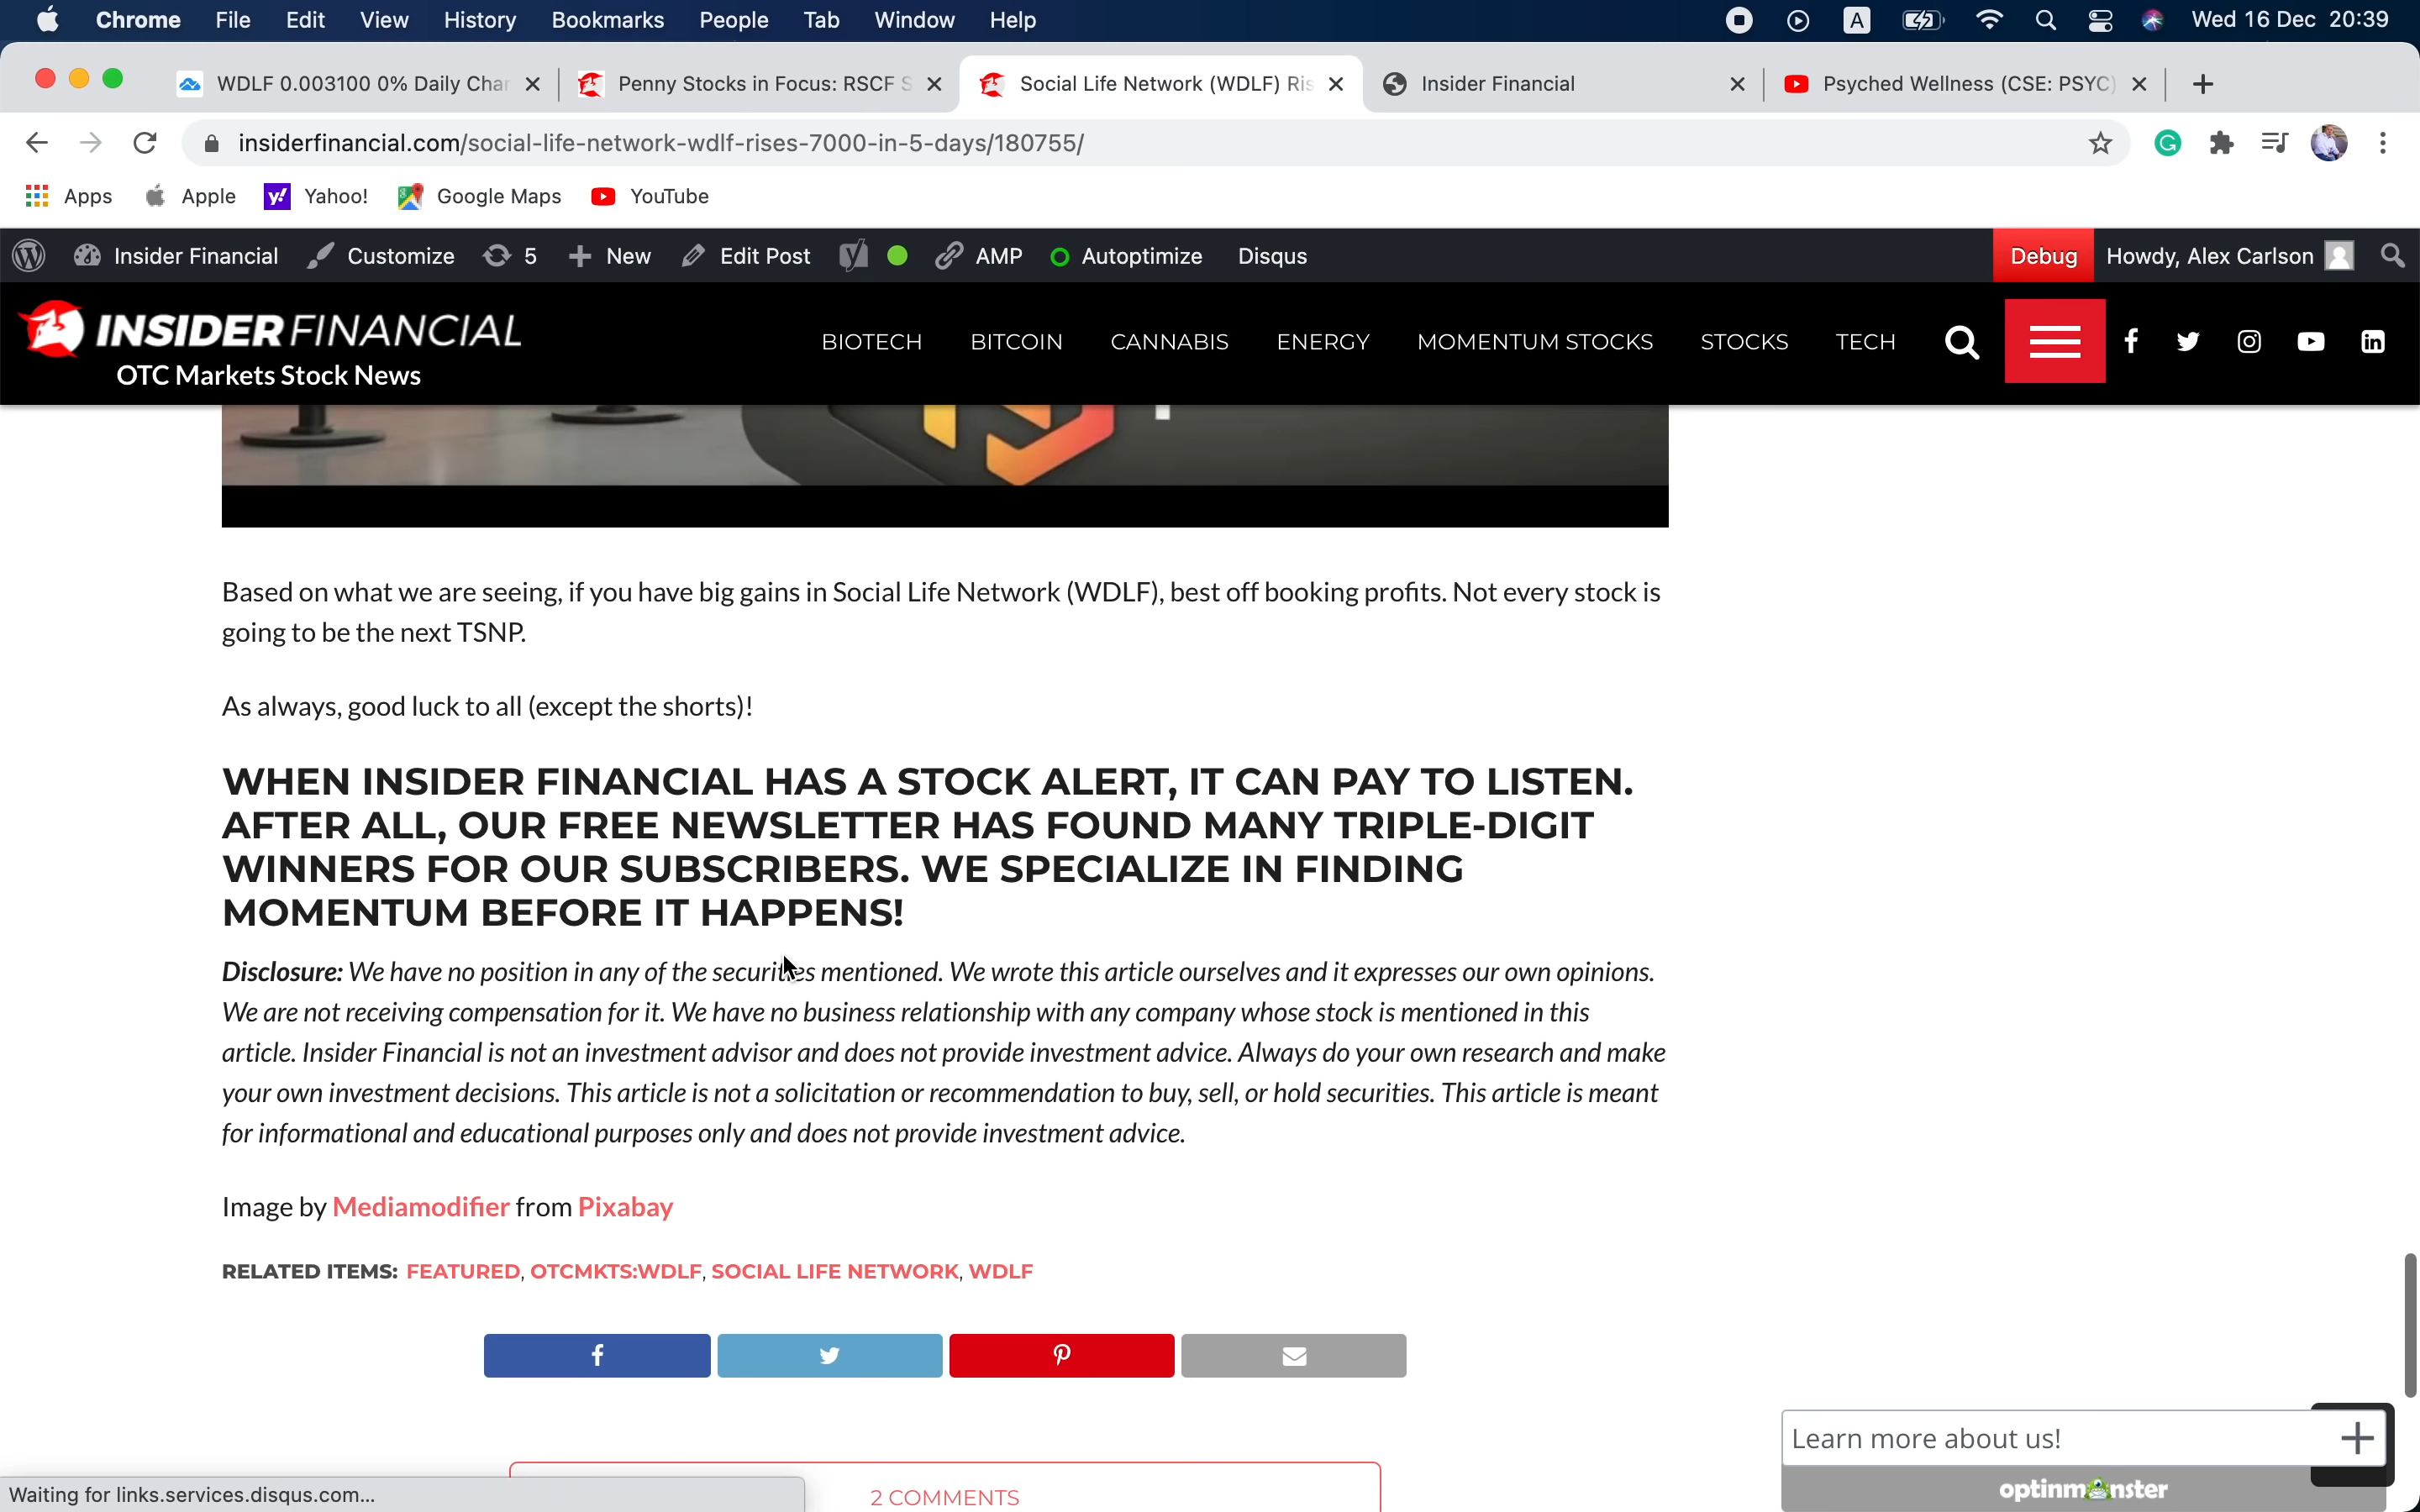 Chrome File Edit View History Bookmarks People Tab Window Help A Wed 16 Dec 20:39
WDLF 0.003100 0% Daily Char Penny Stocks in Focus: RSCF S Social Life Network (WDLF) Ris Insider Financial Psyched Wellness (CSE: PSYC)
insiderfinancial.com/social-life-network-wdlf-rises-7000-in-5-days/180755/
Apps Apple Yahoo! Google Maps YouTube
Insider Financial Customize 5 New Edit Post AMP Autoptimize Disqus Debug Howdy, Alex Carlson
INSIDER FINANCIAL
OTC Markets Stock News
BIOTECH BITCOIN CANNABIS ENERGY MOMENTUM STOCKS STOCKS TECH
Based on what we are seeing, if you have big gains in Social Life Network (WDLF), best off booking profits. Not every stock is
going to be the next TSNP.
As always, good luck to all (except the shorts)!
WHEN INSIDER FINANCIAL HAS A STOCK ALERT, IT CAN PAY TO LISTEN.
AFTER ALL, OUR FREE NEWSLETTER HAS FOUND MANY TRIPLE-DIGIT
WINNERS FOR OUR SUBSCRIBERS. WE SPECIALIZE IN FINDING
MOMENTUM BEFORE IT HAPPENS!
Disclosure: We have no position in any of the securities mentioned. We wrote this article ourselves and it expresses our own opinions.
We are not receiving compensation for it. We have no business relationship with any company whose stock is mentioned in this
article. Insider Financial is not an investment advisor and does not provide investment advice. Always do your own research and make
your own investment decisions. This article is not a solicitation or recommendation to buy, sell, or hold securities. This article is meant
for informational and educational purposes only and does not provide investment advice.
Image by Mediamodifier from Pixabay
RELATED ITEMS: FEATURED, OTCMKTS:WDLF, SOCIAL LIFE NETWORK, WDLF
Learn more about us!
optinmonster
2 COMMENTS
Waiting for links.services.disqus.com...